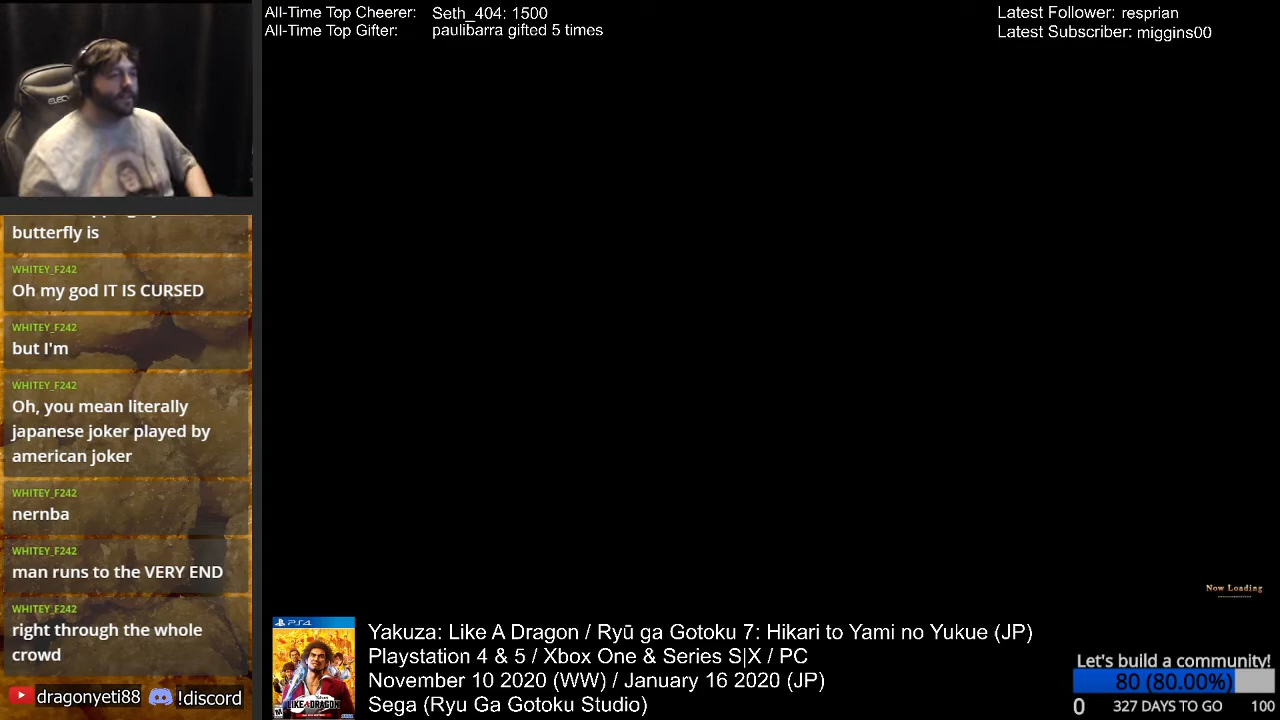 All-Time Top Cheerer: Seth_404: 1500
All-Time Top Gifter: paulibarra gifted 5 times
Latest Follower: resprian
Latest Subscriber: miggins00
butterfly is
WHITEY_F242
Oh my god IT IS CURSED
WHITEY_F242
but I'm
WHITEY_F242
Oh, you mean literally
japanese joker played by
american joker
WHITEY_F242
nernba
WHITEY_F242
man runs to the VERY END
WHITEY_F242
right through the whole
crowd
dragonyeti88 !discord
Now Loading
PS4
LIKE A DRAGON
Yakuza: Like A Dragon / Ryū ga Gotoku 7: Hikari to Yami no Yukue (JP)
Playstation 4 & 5 / Xbox One & Series S|X / PC
November 10 2020 (WW) / January 16 2020 (JP)
Sega (Ryu Ga Gotoku Studio)
Let's build a community!
80 (80.00%)
0 327 DAYS TO GO 100